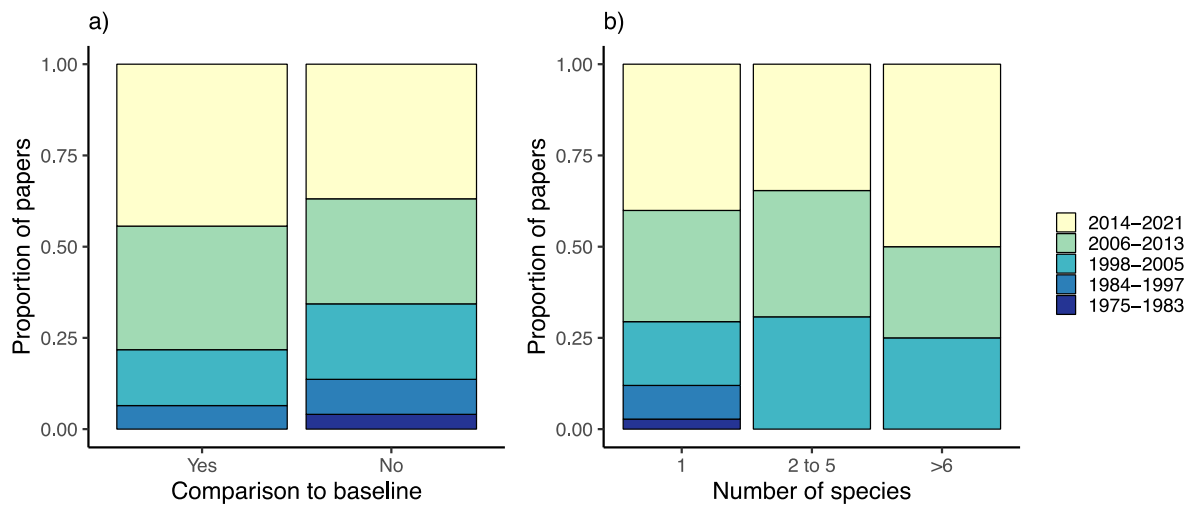 a)
Proportion of papers
1.00
0.75
0.50
0.25
0.00
Yes No
Comparison to baseline
b)
Proportion of papers
1.00
0.75
0.50
0.25
0.00
1 2 to 5 >6
Number of species
2014−2021
2006−2013
1998−2005
1984−1997
1975−1983